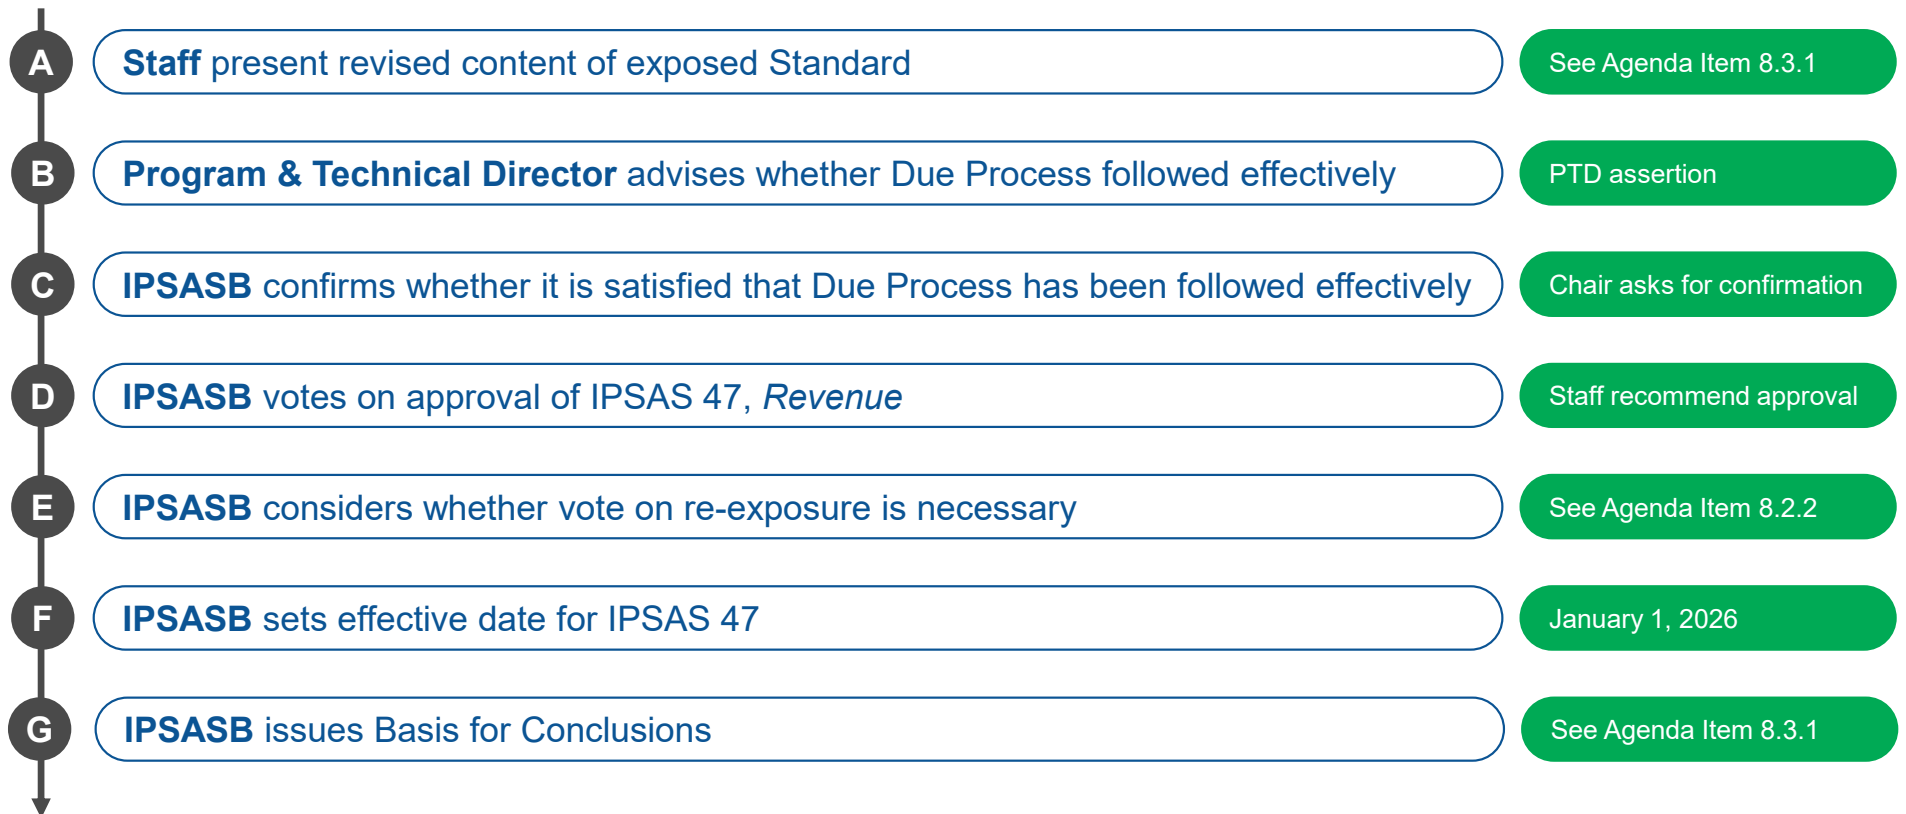 A Staff present revised content of exposed Standard See Agenda Item 8.3.1
B Program & Technical Director advises whether Due Process followed effectively PTD assertion
C IPSASB confirms whether it is satisfied that Due Process has been followed effectively Chair asks for confirmation
D IPSASB votes on approval of IPSAS 47, Revenue Staff recommend approval
E IPSASB considers whether vote on re-exposure is necessary See Agenda Item 8.2.2
F IPSASB sets effective date for IPSAS 47 January 1, 2026
G IPSASB issues Basis for Conclusions See Agenda Item 8.3.1